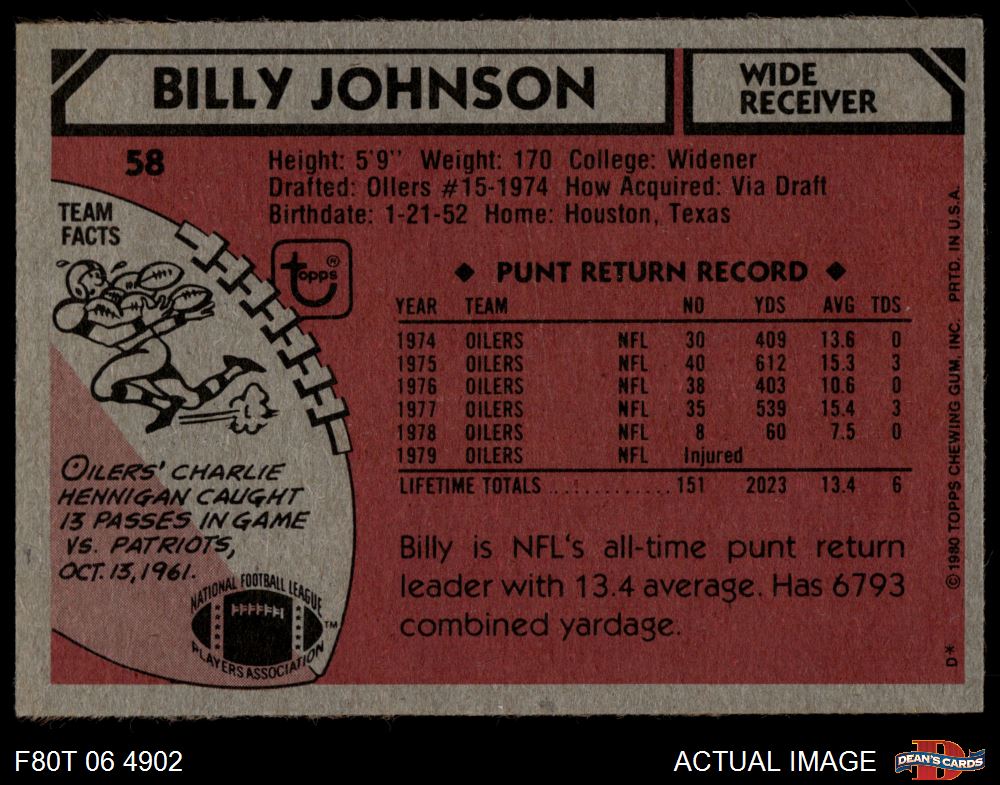 BILLY JOHNSON
WIDE
RECEIVER
58
Height: 5'9'' Weight: 170 College: Widener
Drafted: Oilers #15-1974 How Acquired: Via Draft
Birthdate: 1-21-52 Home: Houston, Texas
TEAM
FACTS
topps®
◆ PUNT RETURN RECORD ◆
YEAR TEAM NO YDS AVG TDS
1974 OILERS NFL 30 409 13.6 0
1975 OILERS NFL 40 612 15.3 3
1976 OILERS NFL 38 403 10.6 0
1977 OILERS NFL 35 539 15.4 3
1978 OILERS NFL 8 60 7.5 0
1979 OILERS NFL Injured
LIFETIME TOTALS ............ 151 2023 13.4 6
OILERS' CHARLIE
HENNIGAN CAUGHT
13 PASSES IN GAME
VS. PATRIOTS,
OCT. 13, 1961.
NATIONAL FOOTBALL LEAGUE
PLAYERS ASSOCIATION
TM
Billy is NFL's all-time punt return
leader with 13.4 average. Has 6793
combined yardage.
© 1980 TOPPS CHEWING GUM, INC. PRTD. IN U.S.A.
D*
F80T 06 4902
ACTUAL IMAGE
D
DEAN'S CARDS